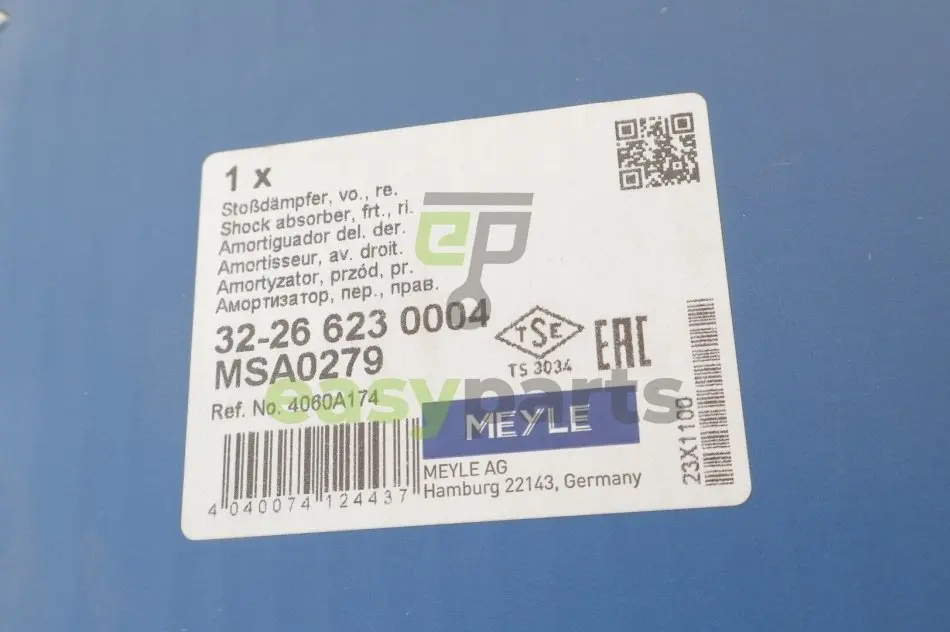 1 x
Stoßdämpfer, vo., re.
Shock absorber, frt., ri.
Amortiguador del. der.
Amortisseur, av. droit.
Amortyzator, przód, pr.
Амортизатор, пер., прав.
32-26 623 0004
MSA0279
Ref. No. 4060A174
TSE
TS 3034
EAC
ep
easyparts
MEYLE
MEYLE AG
Hamburg 22143, Germany
4 040074 124437
23X1100